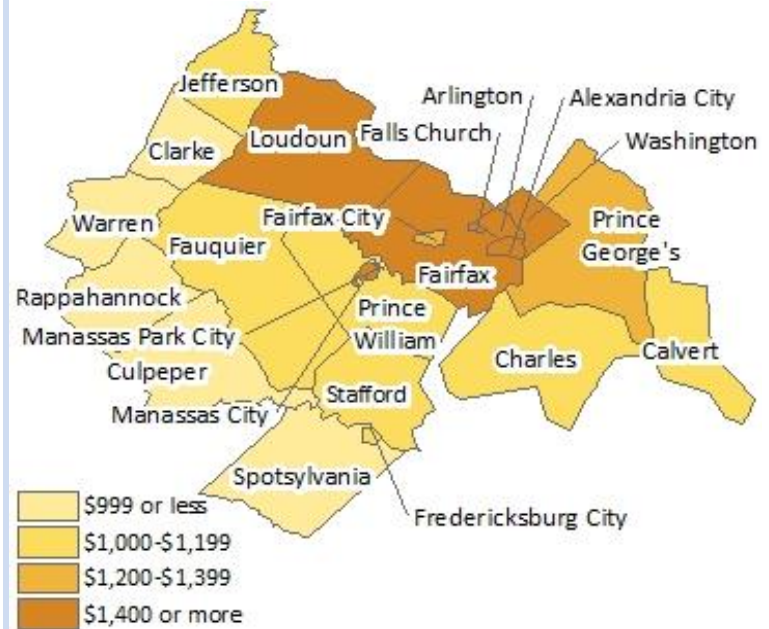 Jefferson
Arlington
Alexandria City
Loudoun
Falls Church
Washington
Clarke
Warren
Fairfax City
Prince
George's
Fauquier
Fairfax
Rappahannock
Prince
William
Manassas Park City
Charles
Calvert
Culpeper
Stafford
Manassas City
Spotsylvania
Fredericksburg City
$999 or less
$1,000-$1,199
$1,200-$1,399
$1,400 or more